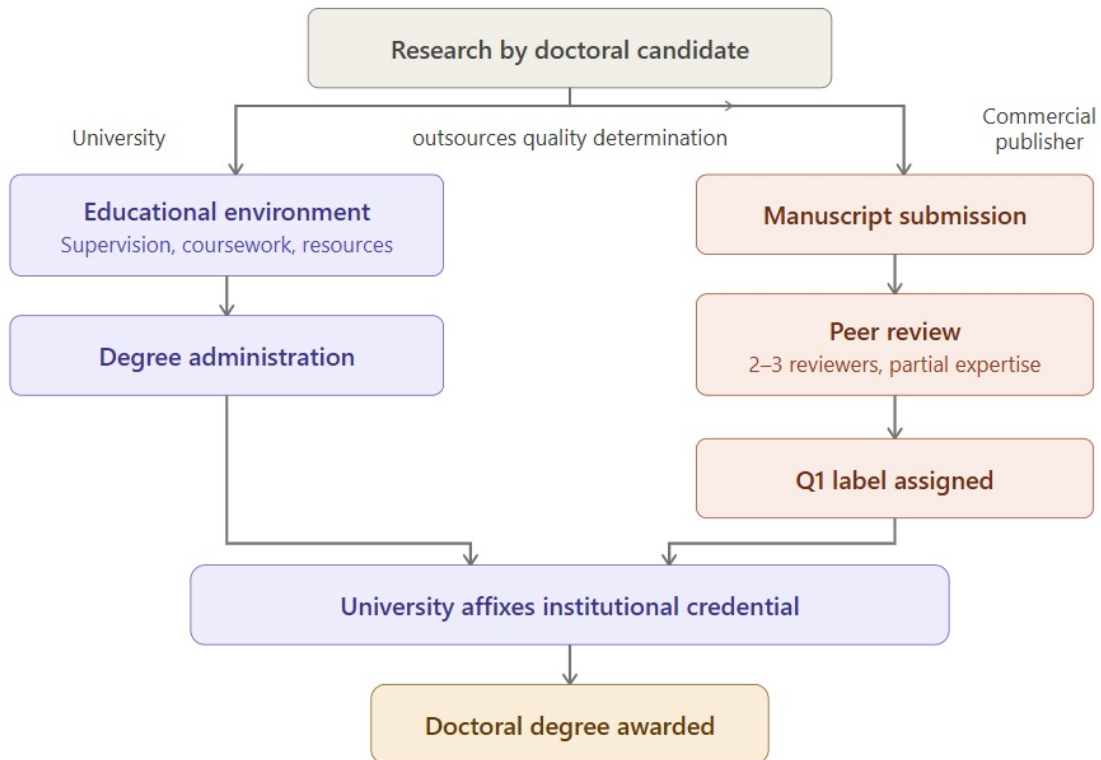 Research by doctoral candidate
University
outsources quality determination
Commercial
publisher
Educational environment
Supervision, coursework, resources
Manuscript submission
Degree administration
Peer review
2–3 reviewers, partial expertise
Q1 label assigned
University affixes institutional credential
Doctoral degree awarded